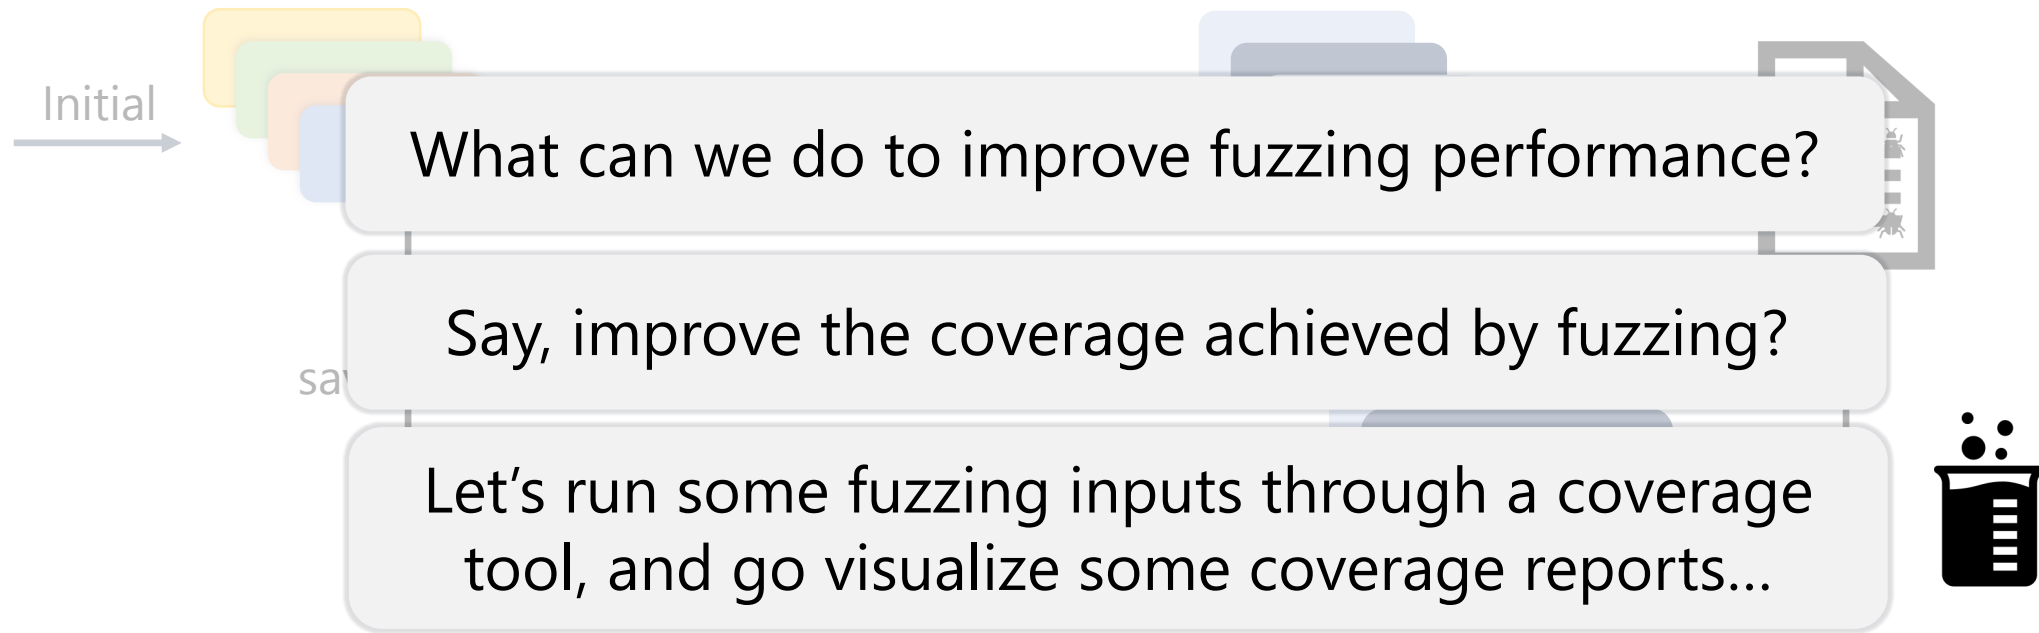 Initial
What can we do to improve fuzzing performance?
Say, improve the coverage achieved by fuzzing?
Let’s run some fuzzing inputs through a coverage
tool, and go visualize some coverage reports…